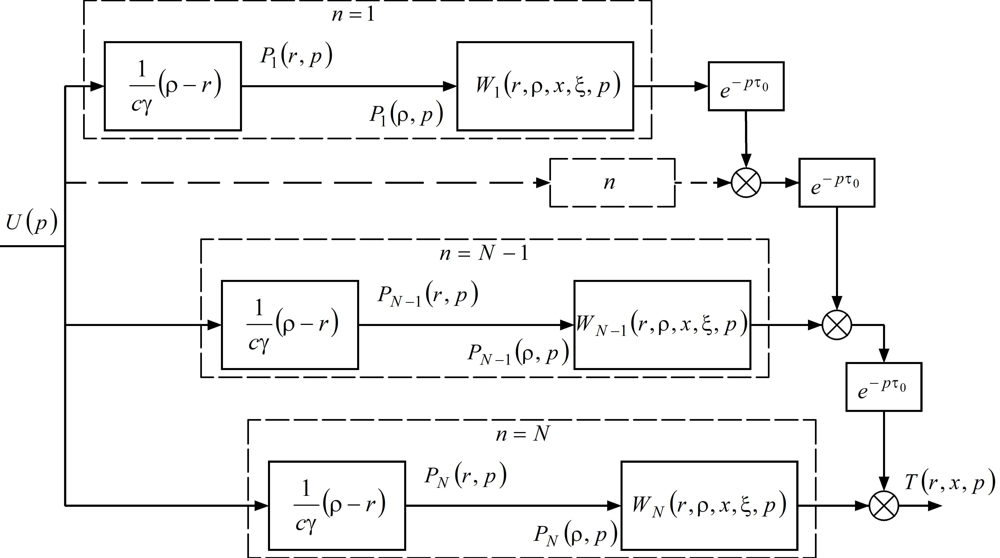 n = 1
P₁(r, p)
1/cγ (ρ − r)
W₁(r, ρ, x, ξ, p)
e^{− pτ₀}
P₁(ρ, p)
n
e^{− pτ₀}
U(p)
n = N − 1
P_{N−1}(r, p)
1/cγ (ρ − r)
W_{N−1}(r, ρ, x, ξ, p)
P_{N−1}(ρ, p)
e^{− pτ₀}
n = N
P_N(r, p)
T(r, x, p)
1/cγ (ρ − r)
W_N(r, ρ, x, ξ, p)
P_N(ρ, p)